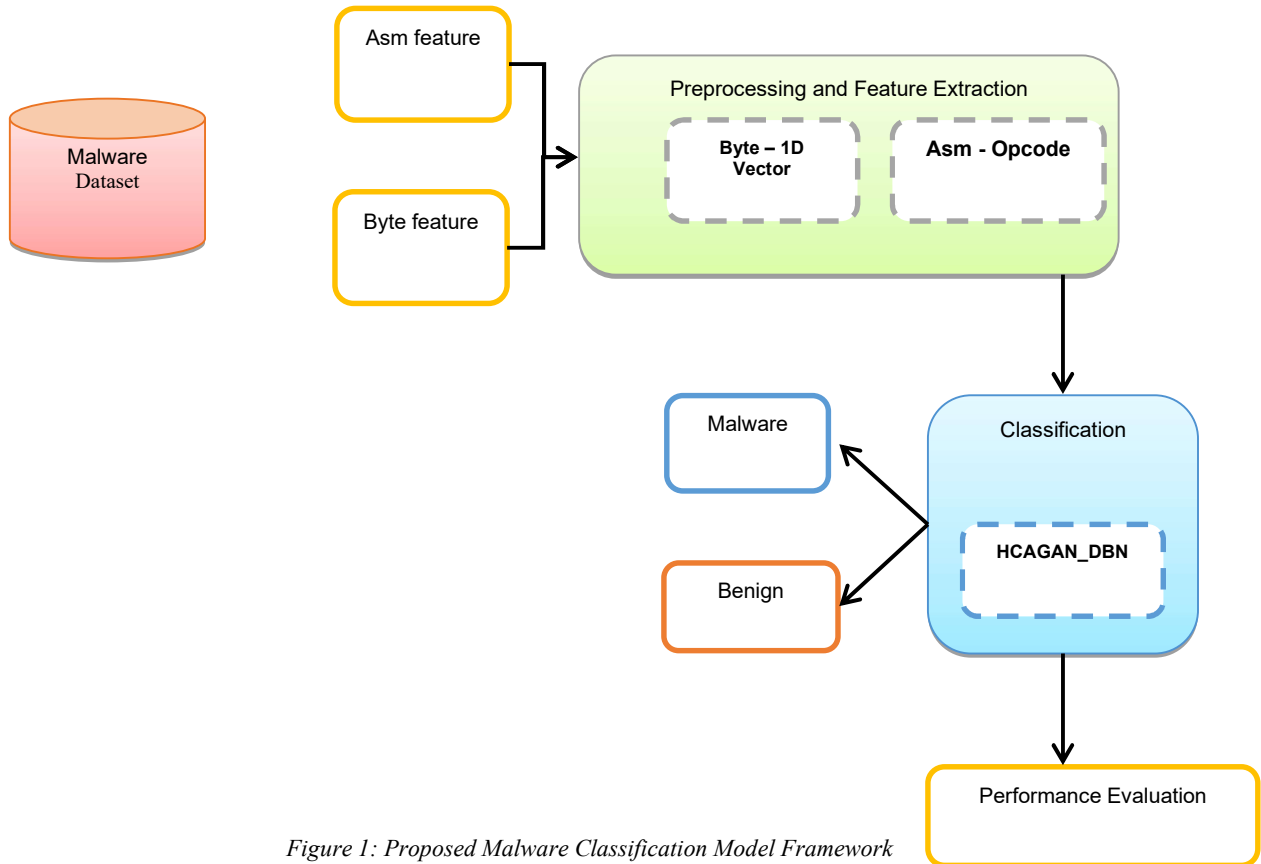 Asm feature
Malware
Dataset
Byte feature
Preprocessing and Feature Extraction
Byte – 1D
Vector
Asm - Opcode
Malware
Benign
Classification
HCAGAN_DBN
Performance Evaluation
Figure 1: Proposed Malware Classification Model Framework